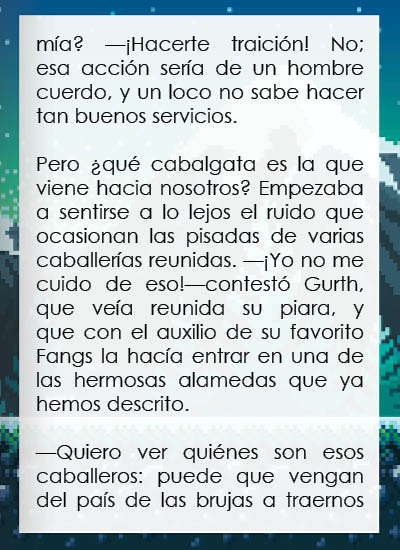 mía? —¡Hacerte traición! No;
esa acción sería de un hombre
cuerdo, y un loco no sabe hacer
tan buenos servicios.
Pero ¿qué cabalgata es la que
viene hacia nosotros? Empezaba
a sentirse a lo lejos el ruido que
ocasionan las pisadas de varias
caballerías reunidas. —¡Yo no me
cuido de eso!—contestó Gurth,
que veía reunida su piara, y
que con el auxilio de su favorito
Fangs la hacía entrar en una de
las hermosas alamedas que ya
hemos descrito.
—Quiero ver quiénes son esos
caballeros: puede que vengan
del país de las brujas a traernos